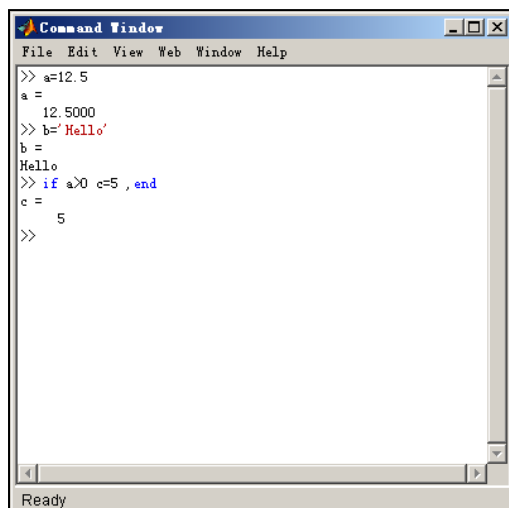 Command Window
File Edit View Web Window Help
>> a=12.5
a =
12.5000
>> b='Hello'
b =
Hello
>> if a>0 c=5 ,end
c =
5
>>
Ready